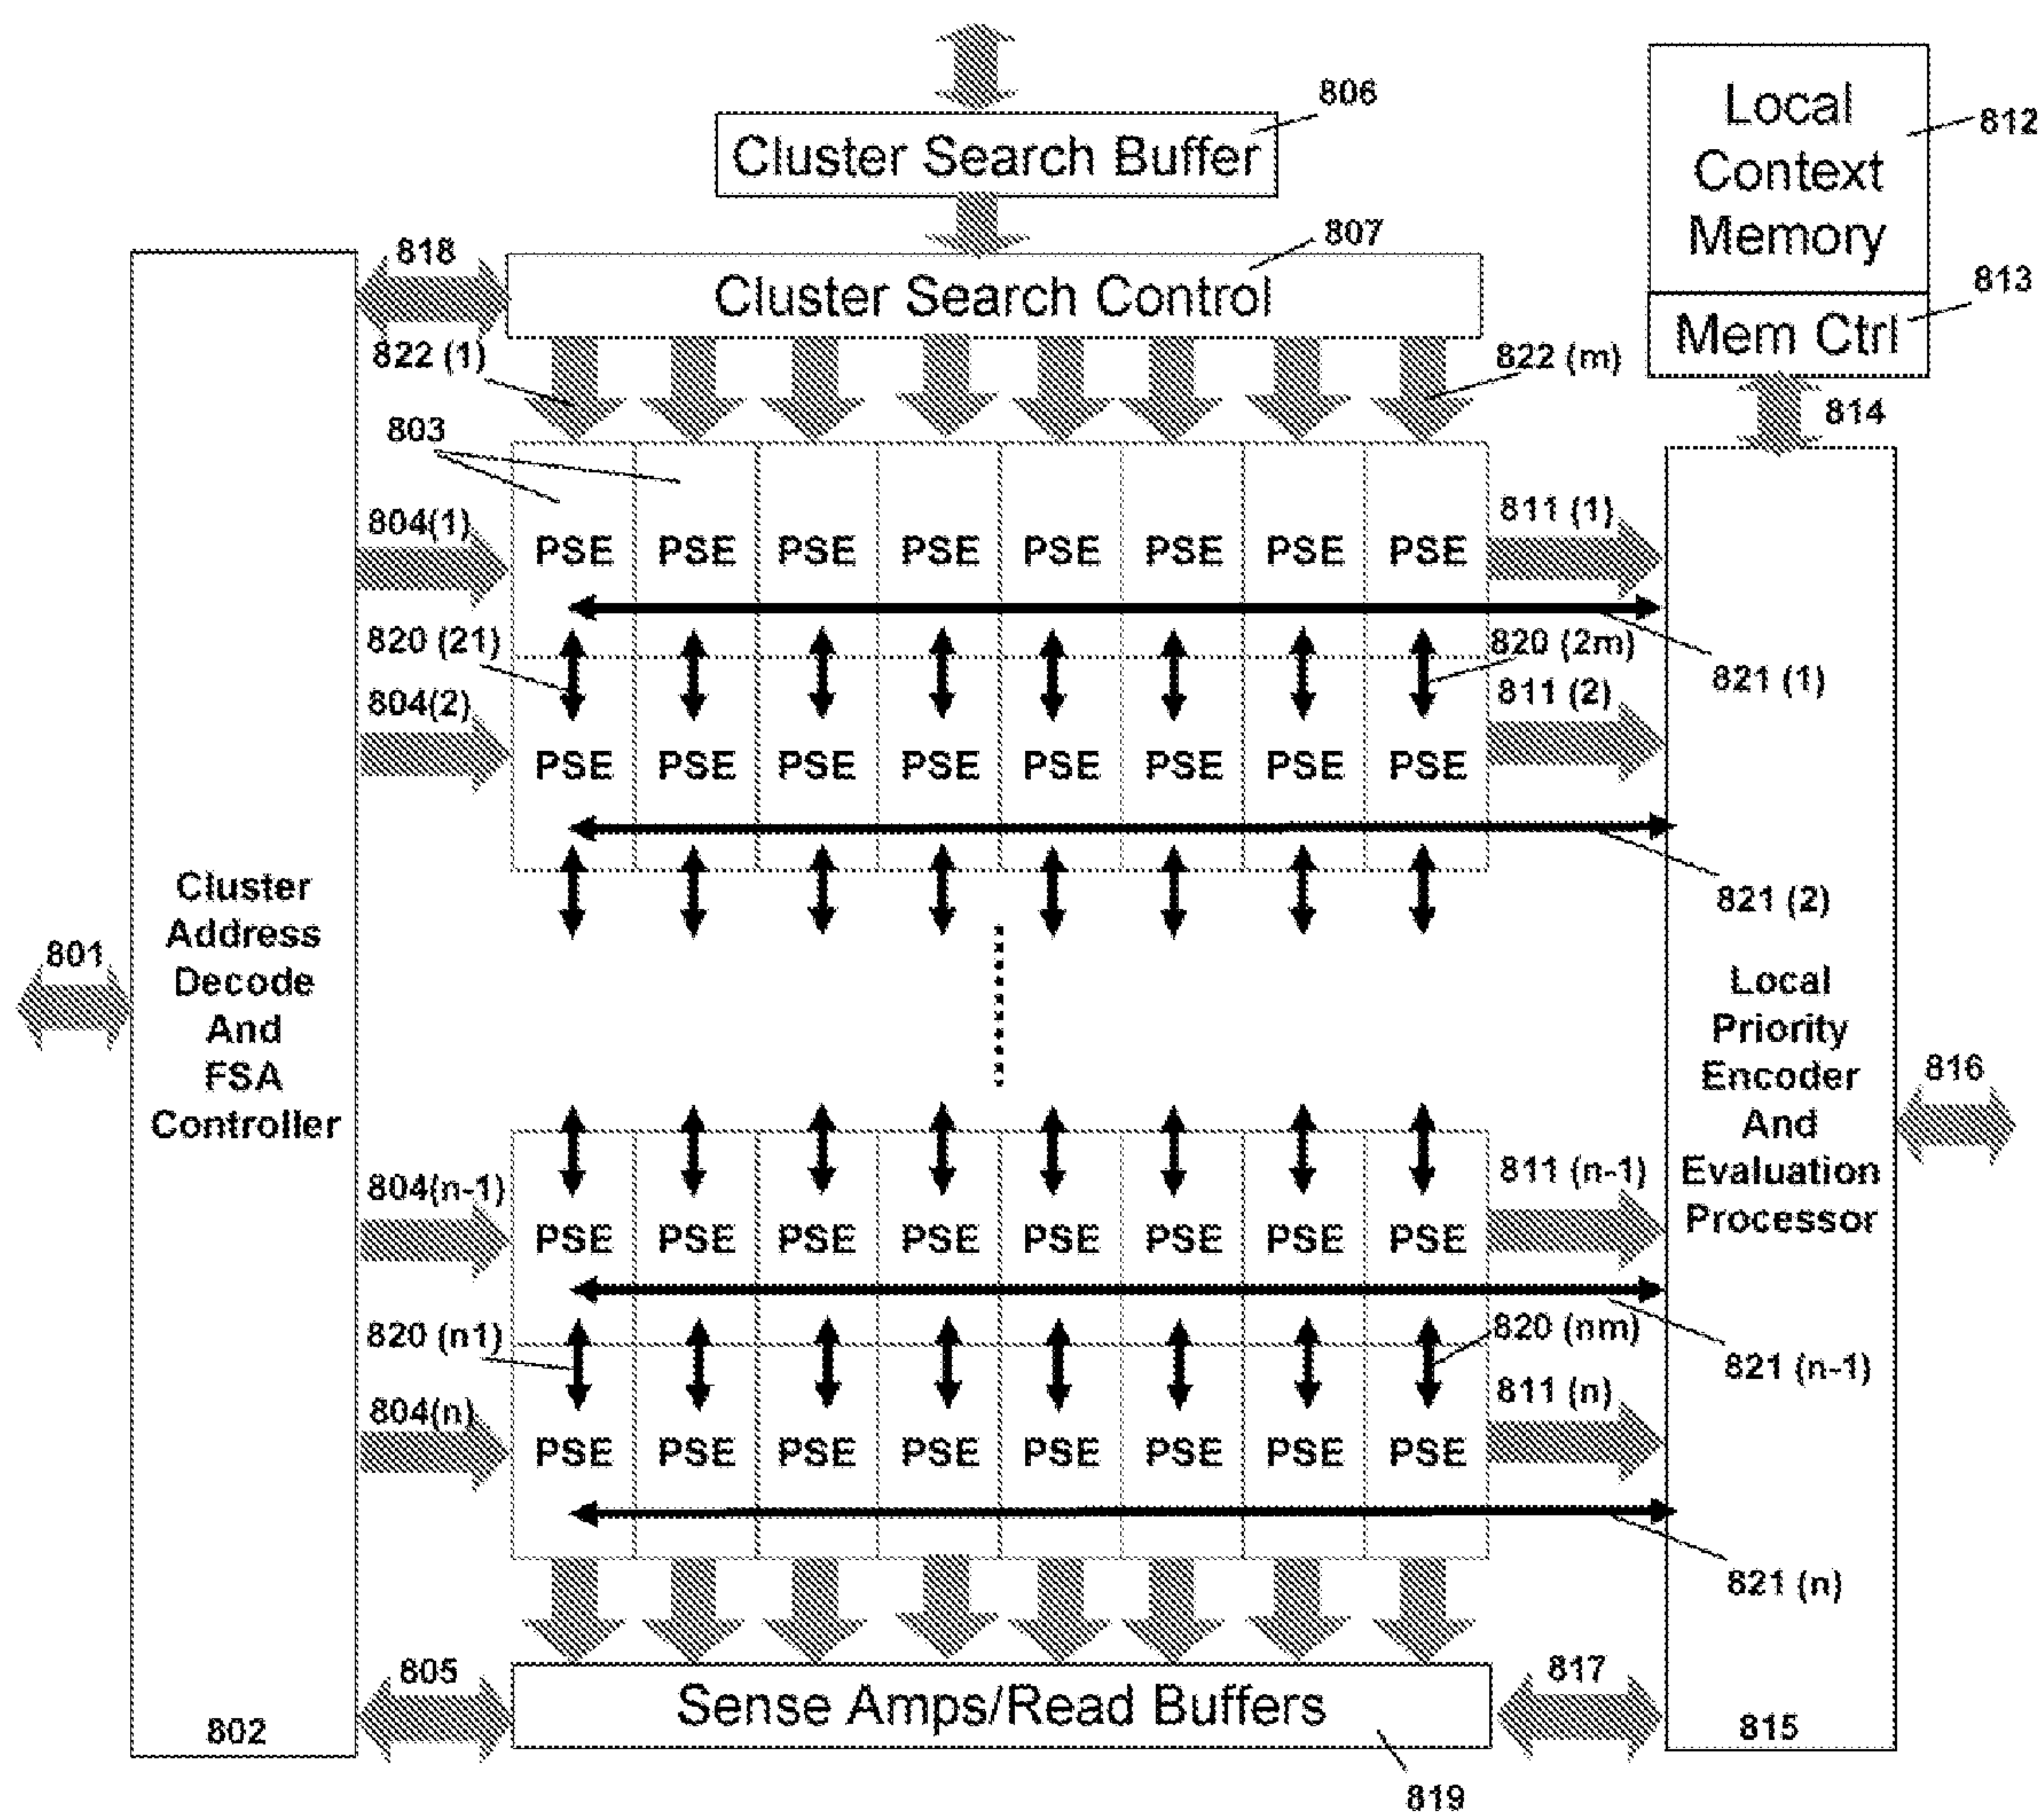 806
Cluster Search Buffer
Local
Context
Memory
812
818
807
Cluster Search Control
813
Mem Ctrl
822 (1)
822 (m)
814
803
804(1)
PSE PSE PSE PSE PSE PSE PSE PSE
811 (1)
820 (21)
820 (2m)
821 (1)
804(2)
811 (2)
PSE PSE PSE PSE PSE PSE PSE PSE
821 (2)
801
Cluster
Address
Decode
And
FSA
Controller
Local
Priority
Encoder
And
Evaluation
Processor
816
804(n-1)
811 (n-1)
PSE PSE PSE PSE PSE PSE PSE PSE
820 (n1)
820 (nm)
821 (n-1)
804(n)
811 (n)
PSE PSE PSE PSE PSE PSE PSE PSE
821 (n)
805
817
Sense Amps/Read Buffers
802
815
819